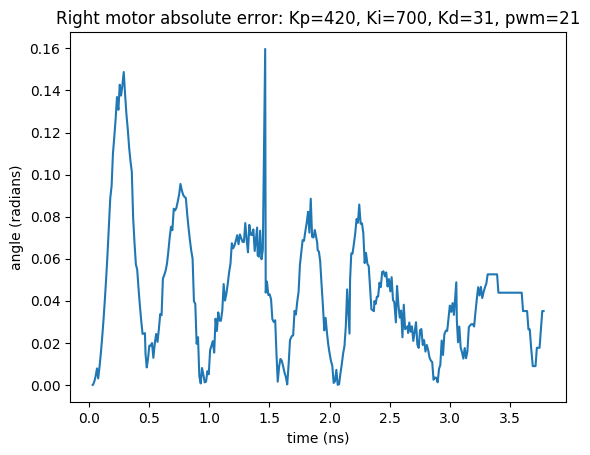 Right motor absolute error: Kp=420, Ki=700, Kd=31, pwm=21
0.16
0.14
0.12
0.10
0.08
0.06
0.04
0.02
0.00
angle (radians)
0.0 0.5 1.0 1.5 2.0 2.5 3.0 3.5
time (ns)